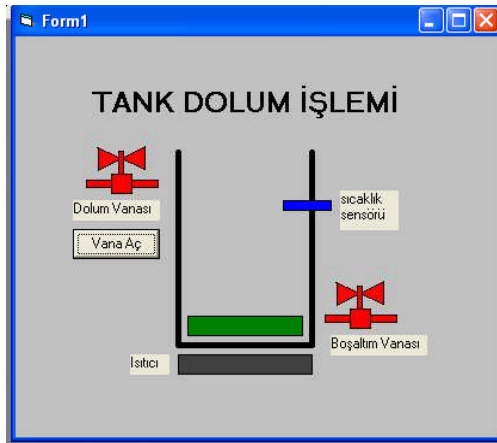 Form1
TANK DOLUM İŞLEMİ
Dolum Vanası
Vana Aç
sıcaklık
sensörü
Boşaltım Vanası
Isıtıcı